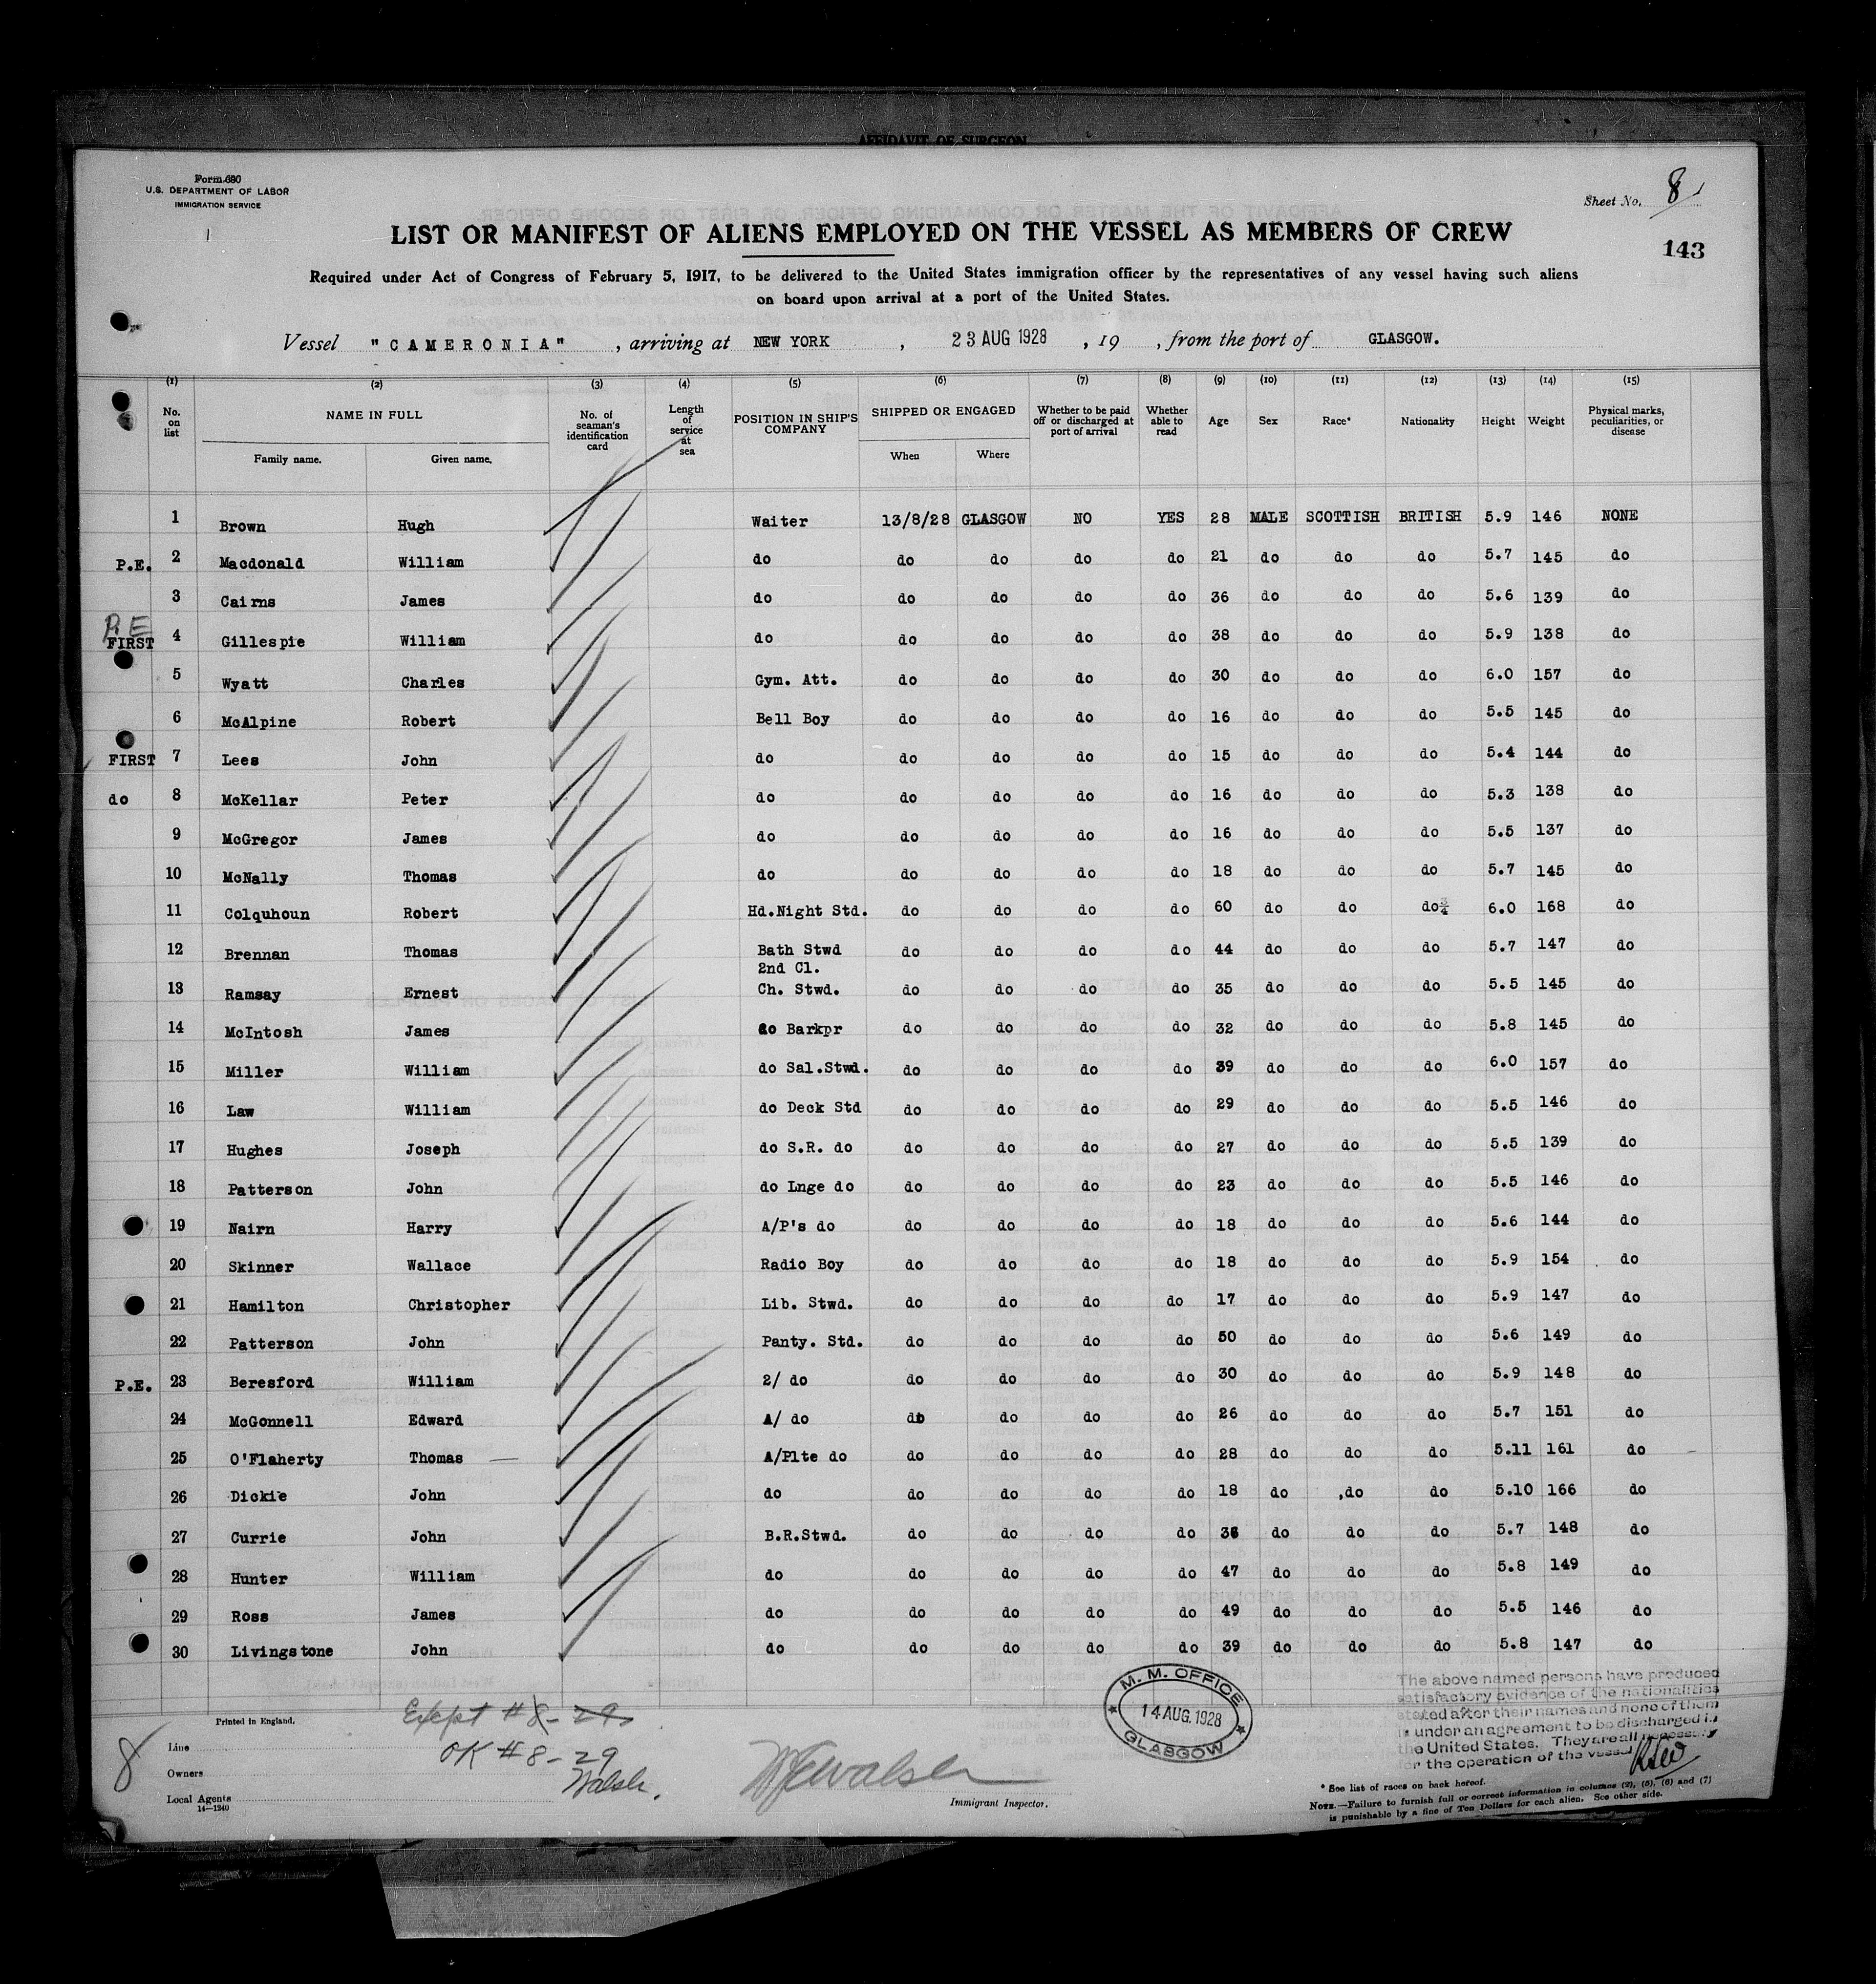 AFFIDAVIT OF SURGEON
Form 680
U.S. DEPARTMENT OF LABOR
IMMIGRATION SERVICE
Sheet No. 8
143
LIST OR MANIFEST OF ALIENS EMPLOYED ON THE VESSEL AS MEMBERS OF CREW
Required under Act of Congress of February 5, 1917, to be delivered to the United States immigration officer by the representatives of any vessel having such aliens
on board upon arrival at a port of the United States.
Vessel "CAMERONIA", arriving at NEW YORK, 23 AUG 1928, 19 , from the port of GLASGOW.
(1) (2) (3) (4) (5) (6) (7) (8) (9) (10) (11) (12) (13) (14) (15)
No. on list NAME IN FULL Family name. Given name. No. of seaman's identification card Length of service at sea POSITION IN SHIP'S COMPANY SHIPPED OR ENGAGED When Where Whether to be paid off or discharged at port of arrival Whether able to read Age Sex Race* Nationality Height Weight Physical marks, peculiarities, or disease
1 Brown Hugh Waiter 13/8/28 GLASGOW NO YES 28 MALE SCOTTISH BRITISH 5.9 146 NONE
P.E. 2 Macdonald William do do do do do 21 do do do 5.7 145 do
3 Cairns James do do do do do 36 do do do 5.6 139 do
P.E FIRST 4 Gillespie William do do do do do 38 do do do 5.9 138 do
5 Wyatt Charles Gym. Att. do do do do 30 do do do 6.0 157 do
6 McAlpine Robert Bell Boy do do do do 16 do do do 5.5 145 do
FIRST 7 Lees John do do do do do 15 do do do 5.4 144 do
do 8 McKellar Peter do do do do do 16 do do do 5.3 138 do
9 McGregor James do do do do do 16 do do do 5.5 137 do
10 McNally Thomas do do do do do 18 do do do 5.7 145 do
11 Colquhoun Robert Hd.Night Std. do do do do 60 do do do 6.0 168 do
12 Brennan Thomas Bath Stwd do do do do 44 do do do 5.7 147 do
2nd Cl.
13 Ramsay Ernest Ch. Stwd. do do do do 35 do do do 5.5 145 do
14 McIntosh James do Barkpr do do do do 32 do do do 5.8 145 do
15 Miller William do Sal.Stwd. do do do do 39 do do do 6.0 157 do
16 Law William do Deck Std do do do do 29 do do do 5.5 146 do
17 Hughes Joseph do S.R. do do do do do 27 do do do 5.5 139 do
18 Patterson John do Lnge do do do do do 23 do do do 5.5 146 do
19 Nairn Harry A/P's do do do do do 18 do do do 5.6 144 do
20 Skinner Wallace Radio Boy do do do do 18 do do do 5.9 154 do
21 Hamilton Christopher Lib. Stwd. do do do do 17 do do do 5.9 147 do
22 Patterson John Panty. Std. do do do do 50 do do do 5.6 149 do
P.E. 23 Beresford William 2/ do do do do do 30 do do do 5.9 148 do
24 McGonnell Edward A/ do do do do do 26 do do do 5.7 151 do
25 O'Flaherty Thomas A/Plte do do do do do 28 do do do 5.11 161 do
26 Dickie John do do do do do 18 do do do 5.10 166 do
27 Currie John B.R.Stwd. do do do do 36 do do do 5.7 148 do
28 Hunter William do do do do do 47 do do do 5.8 149 do
29 Ross James do do do do do 49 do do do 5.5 146 do
30 Livingstone John do do do do do 39 do do do 5.8 147 do
Printed in England.
Except #8-29
OK #8-29
Walsh.
8
Line
Owners
Local Agents
14—1240
Walsh
Immigrant Inspector.
M. M. OFFICE
14 AUG. 1928
GLASGOW
The above named persons have produced
satisfactory evidence of the nationalities
stated after their names and none of them
is under an agreement to be discharged in
the United States. They are all necessary
for the operation of the vessel
* See list of races on back hereof.
NOTE.—Failure to furnish full or correct information in columns (2), (5), (6) and (7)
is punishable by a fine of Ten Dollars for each alien. See other side.